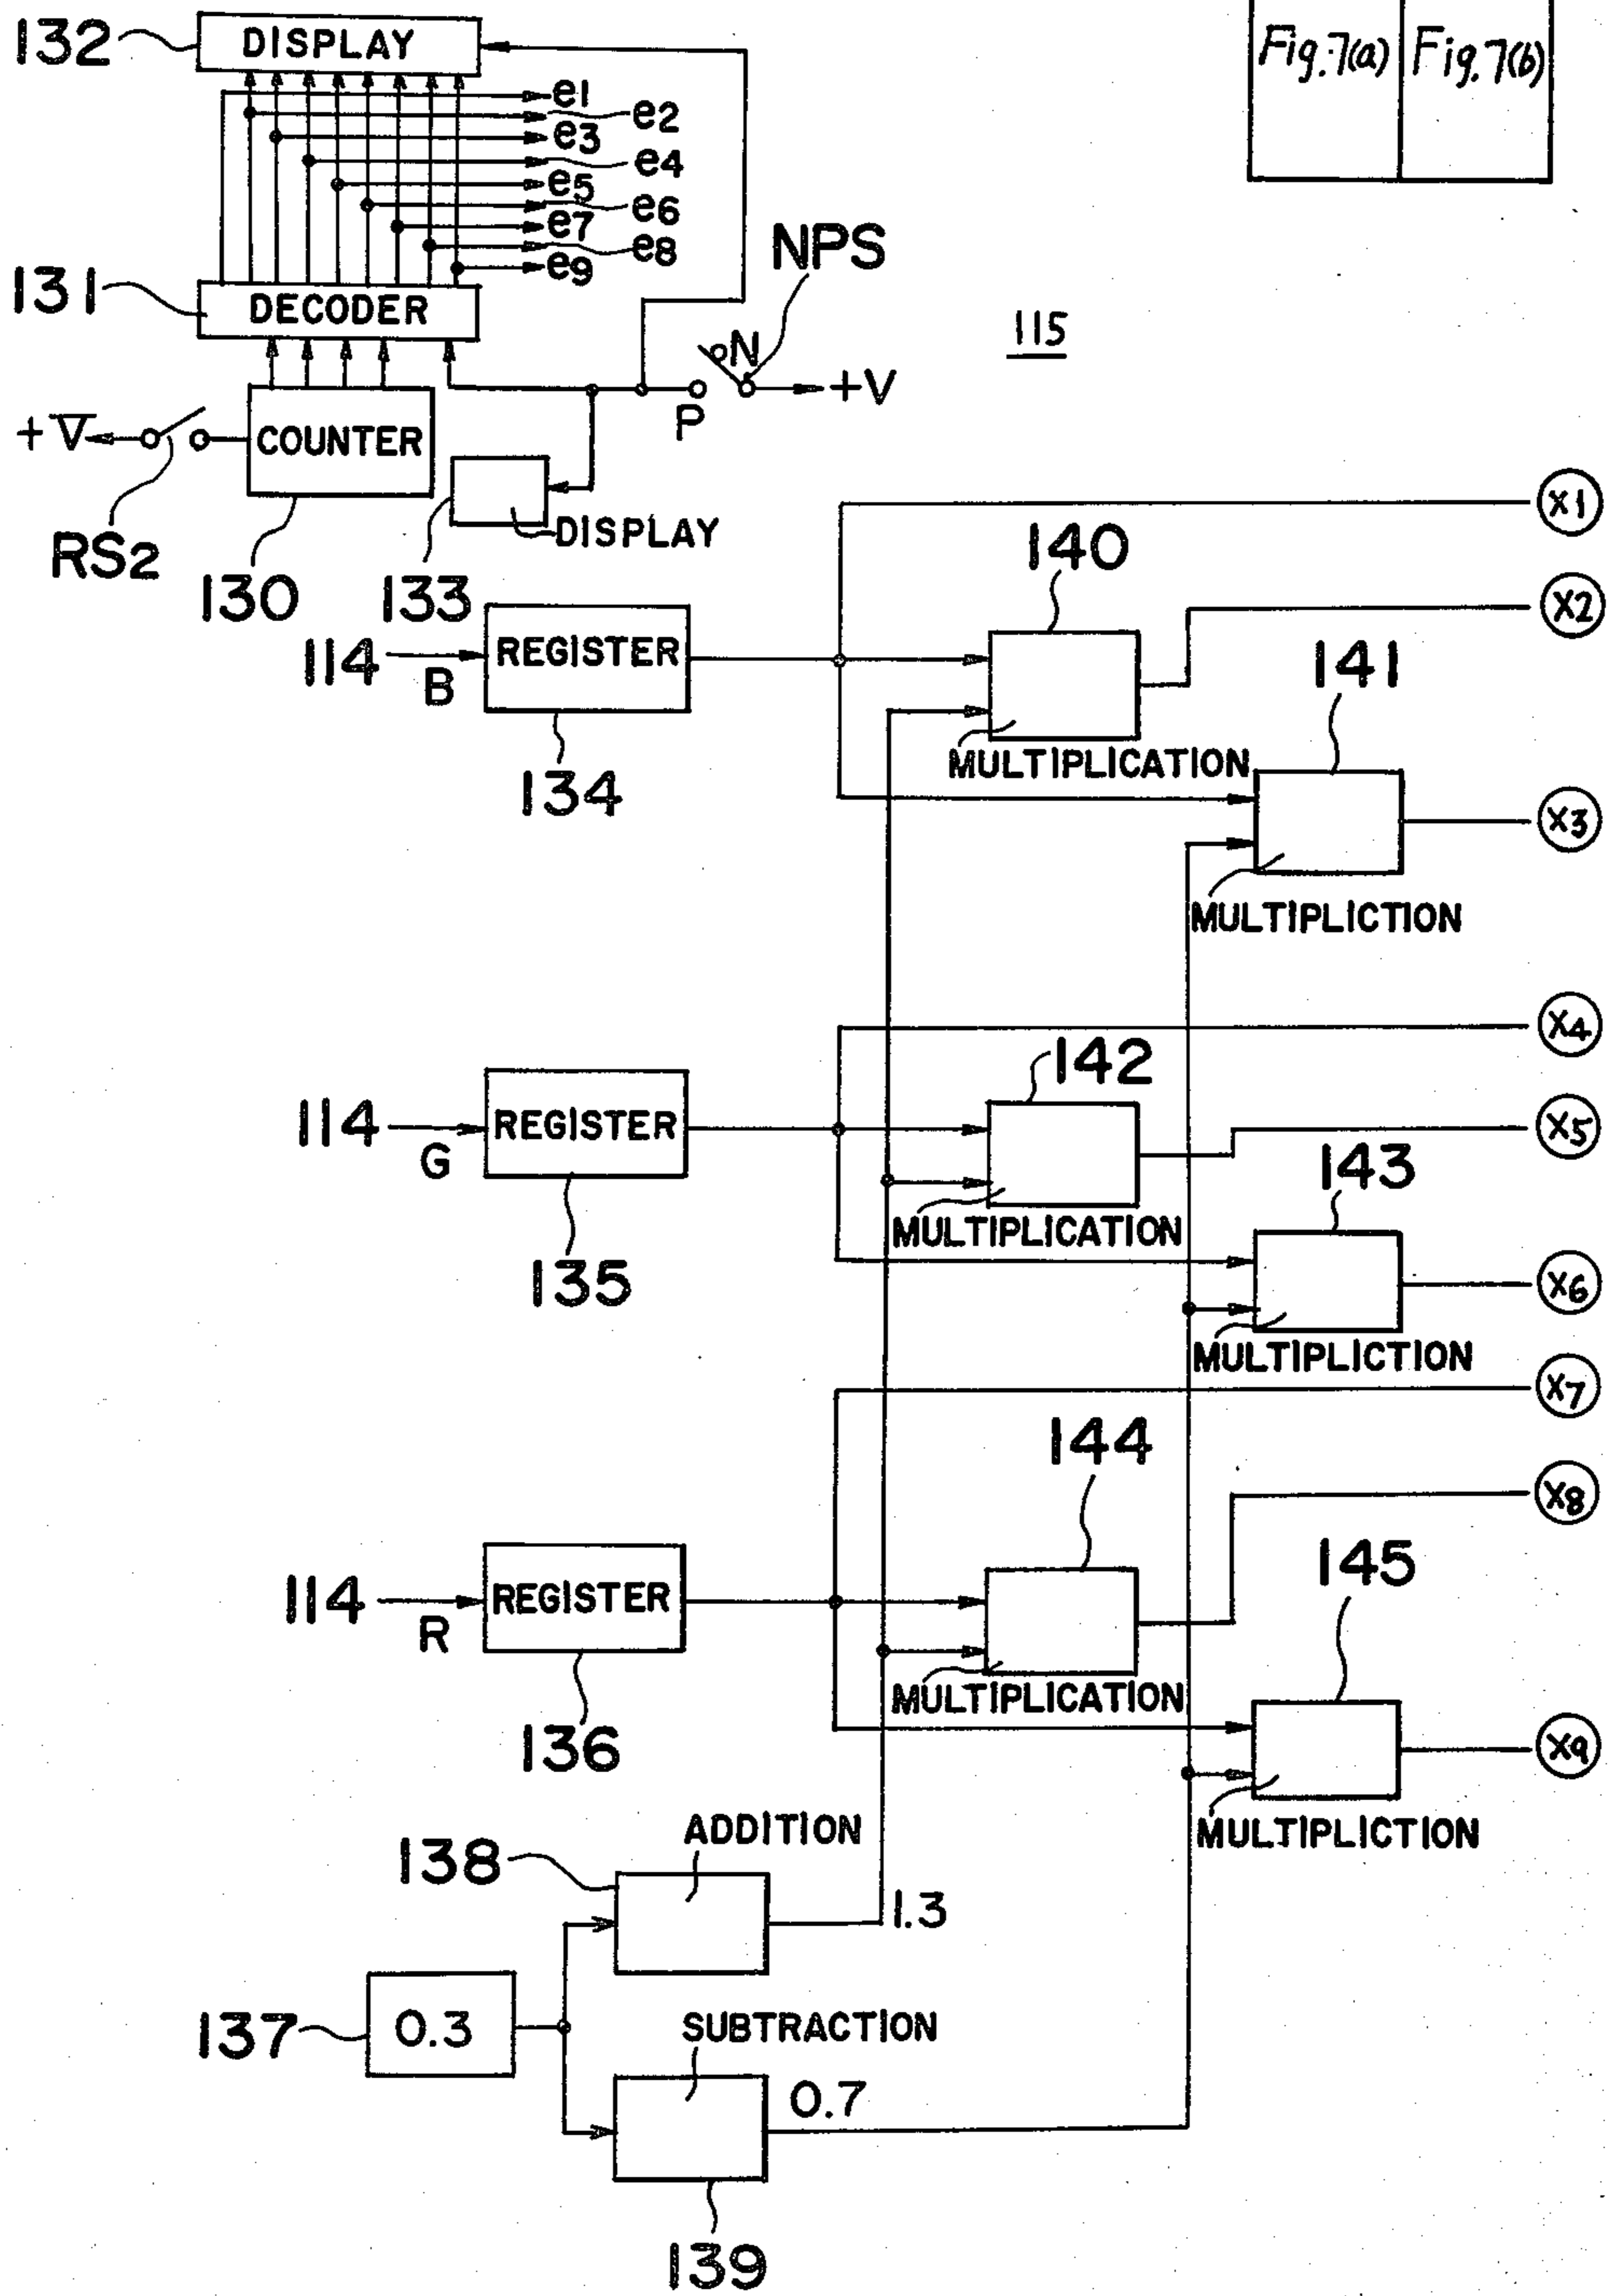 132
DISPLAY
Fig. 7(a)
Fig. 7(b)
e1
e2
e3
e4
e5
e6
e7
e8
e9
NPS
131
DECODER
115
N
+V
P
+V
COUNTER
RS2
130
133
DISPLAY
X1
140
X2
114
B
REGISTER
141
134
MULTIPLICATION
X3
MULTIPLICTION
X4
142
114
G
REGISTER
X5
143
135
MULTIPLICATION
X6
MULTIPLICTION
X7
144
X8
114
R
REGISTER
145
136
MULTIPLICATION
X9
MULTIPLICTION
ADDITION
138
1.3
137
0.3
SUBTRACTION
0.7
139